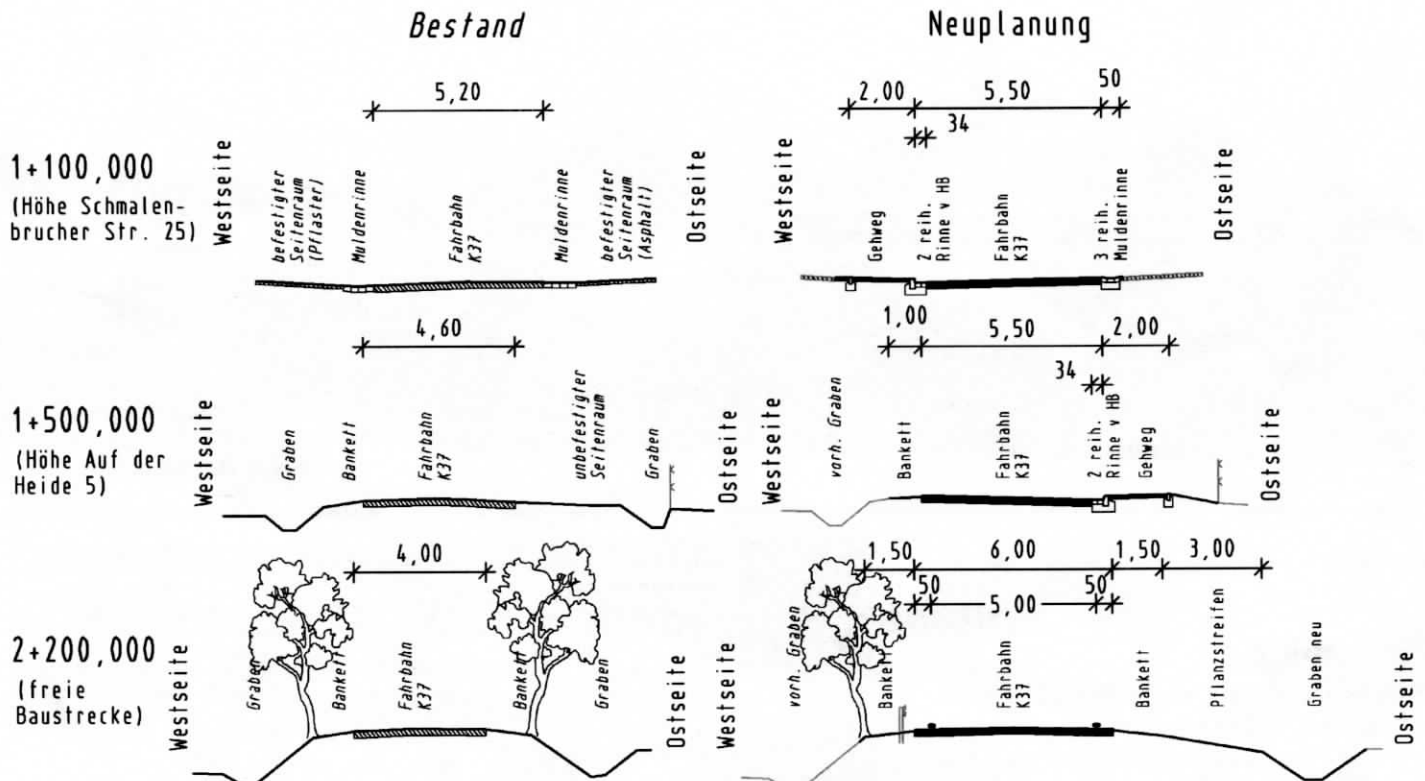 Bestand
Neuplanung
1+100,000
(Höhe Schmalen-
brucher Str. 25)
5,20
Westseite
befestigter
Seitenraum
(Pflaster)
Muldenrinne
Fahrbahn
K37
Muldenrinne
befestigter
Seitenraum
(Asphalt)
Ostseite
2,00
5,50
50
34
Westseite
Gehweg
2 reih.
Rinne v HB
Fahrbahn
K37
3 reih.
Muldenrinne
Ostseite
1+500,000
(Höhe Auf der
Heide 5)
4,60
Westseite
Graben
Bankett
Fahrbahn
K37
unbefestigter
Seitenraum
Graben
Ostseite
1,00
5,50
2,00
34
Westseite
vorh. Graben
Bankett
Fahrbahn
K37
2 reih.
Rinne v HB
Gehweg
Ostseite
2+200,000
(freie
Baustrecke)
4,00
Westseite
Graben
Bankett
Fahrbahn
K37
Bankett
Graben
Ostseite
1,50
6,00
1,50
3,00
50
5,00
50
Westseite
vorh. Graben
Bankett
Fahrbahn
K37
Bankett
Pflanzstreifen
Graben neu
Ostseite